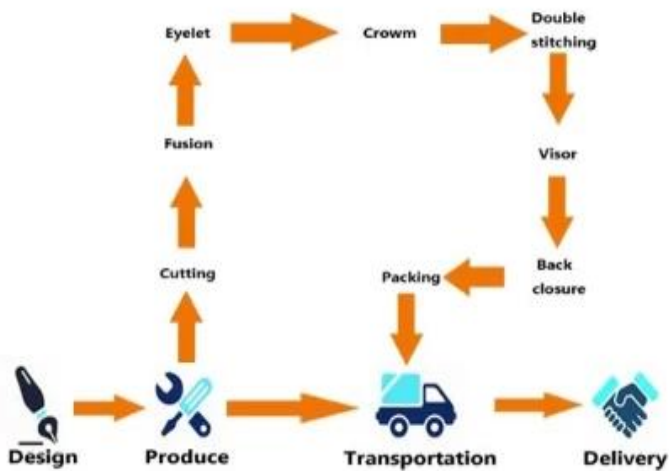 Eyelet
Crowm
Double
stitching
Fusion
Visor
Cutting
Packing
Back
closure
Design
Produce
Transportation
Delivery